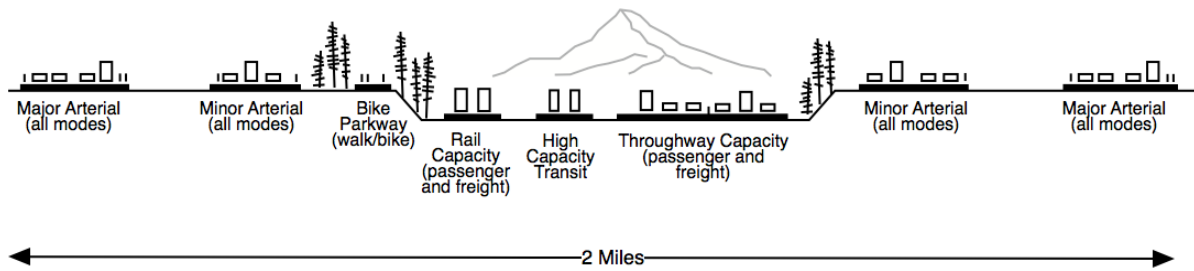 Major Arterial
(all modes)
Minor Arterial
(all modes)
Bike
Parkway
(walk/bike)
Rail
Capacity
(passenger
and freight)
High
Capacity
Transit
Throughway Capacity
(passenger and
freight)
Minor Arterial
(all modes)
Major Arterial
(all modes)
2 Miles